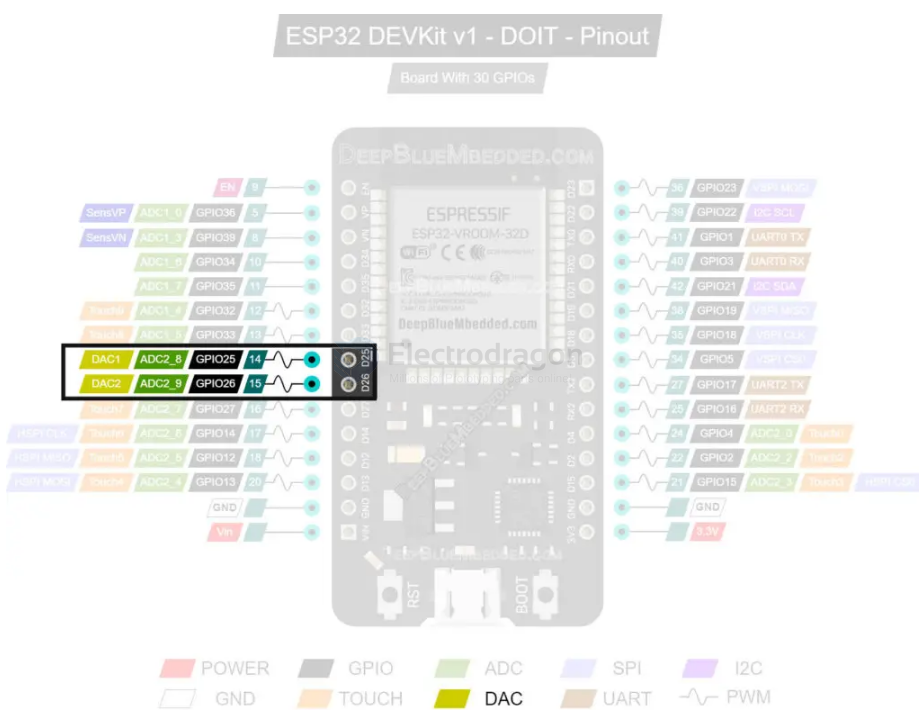 ESP32 DEVKit v1 - DOIT - Pinout
Board With 30 GPIOs
DEEPBLUEMBEDDED.COM
EN 9
SensVP ADC1_0 GPIO36 5
SensVN ADC1_3 GPIO39 8
ADC1_6 GPIO34 10
ADC1_7 GPIO35 11
ADC1_4 GPIO32 12
ADC1_5 GPIO33 13
DAC1 ADC2_8 GPIO25 14
DAC2 ADC2_9 GPIO26 15
Touch7 ADC2_7 GPIO27 16
HSPI CLK Touch6 ADC2_6 GPIO14 17
HSPI MISO Touch5 ADC2_5 GPIO12 18
HSPI MOSI Touch4 ADC2_4 GPIO13 20
GND
Vin
EN
VP
VN
D34
D35
D32
D25
D26
D27
D14
D12
D13
GND
Vin
ESPRESSIF
ESP32-WROOM-32D
WiFi CE
DeepBlueMbedded.com
Electrodragon
DEEPBLUEMBEDDED.COM
D23
D22
TX0
RX0
D21
D19
D18
TX2
RX2
D4
D2
D15
GND
3V3
36 GPIO23 VSPI MOSI
39 GPIO22 I2C SCL
41 GPIO1 UART0 TX
40 GPIO3 UART0 RX
42 GPIO21 I2C SDA
38 GPIO19 VSPI MISO
35 GPIO18 VSPI CLK
34 GPIO5 VSPI CS0
27 GPIO17 UART2 TX
25 GPIO16 UART2 RX
24 GPIO4 ADC2_0 Touch0
22 GPIO2 ADC2_2 Touch2
21 GPIO15 ADC2_3 Touch3 HSPI CS0
GND
3.3V
RST
BOOT
DEEPBLUEMBEDDED.COM
POWER GPIO ADC SPI I2C
GND TOUCH DAC UART PWM